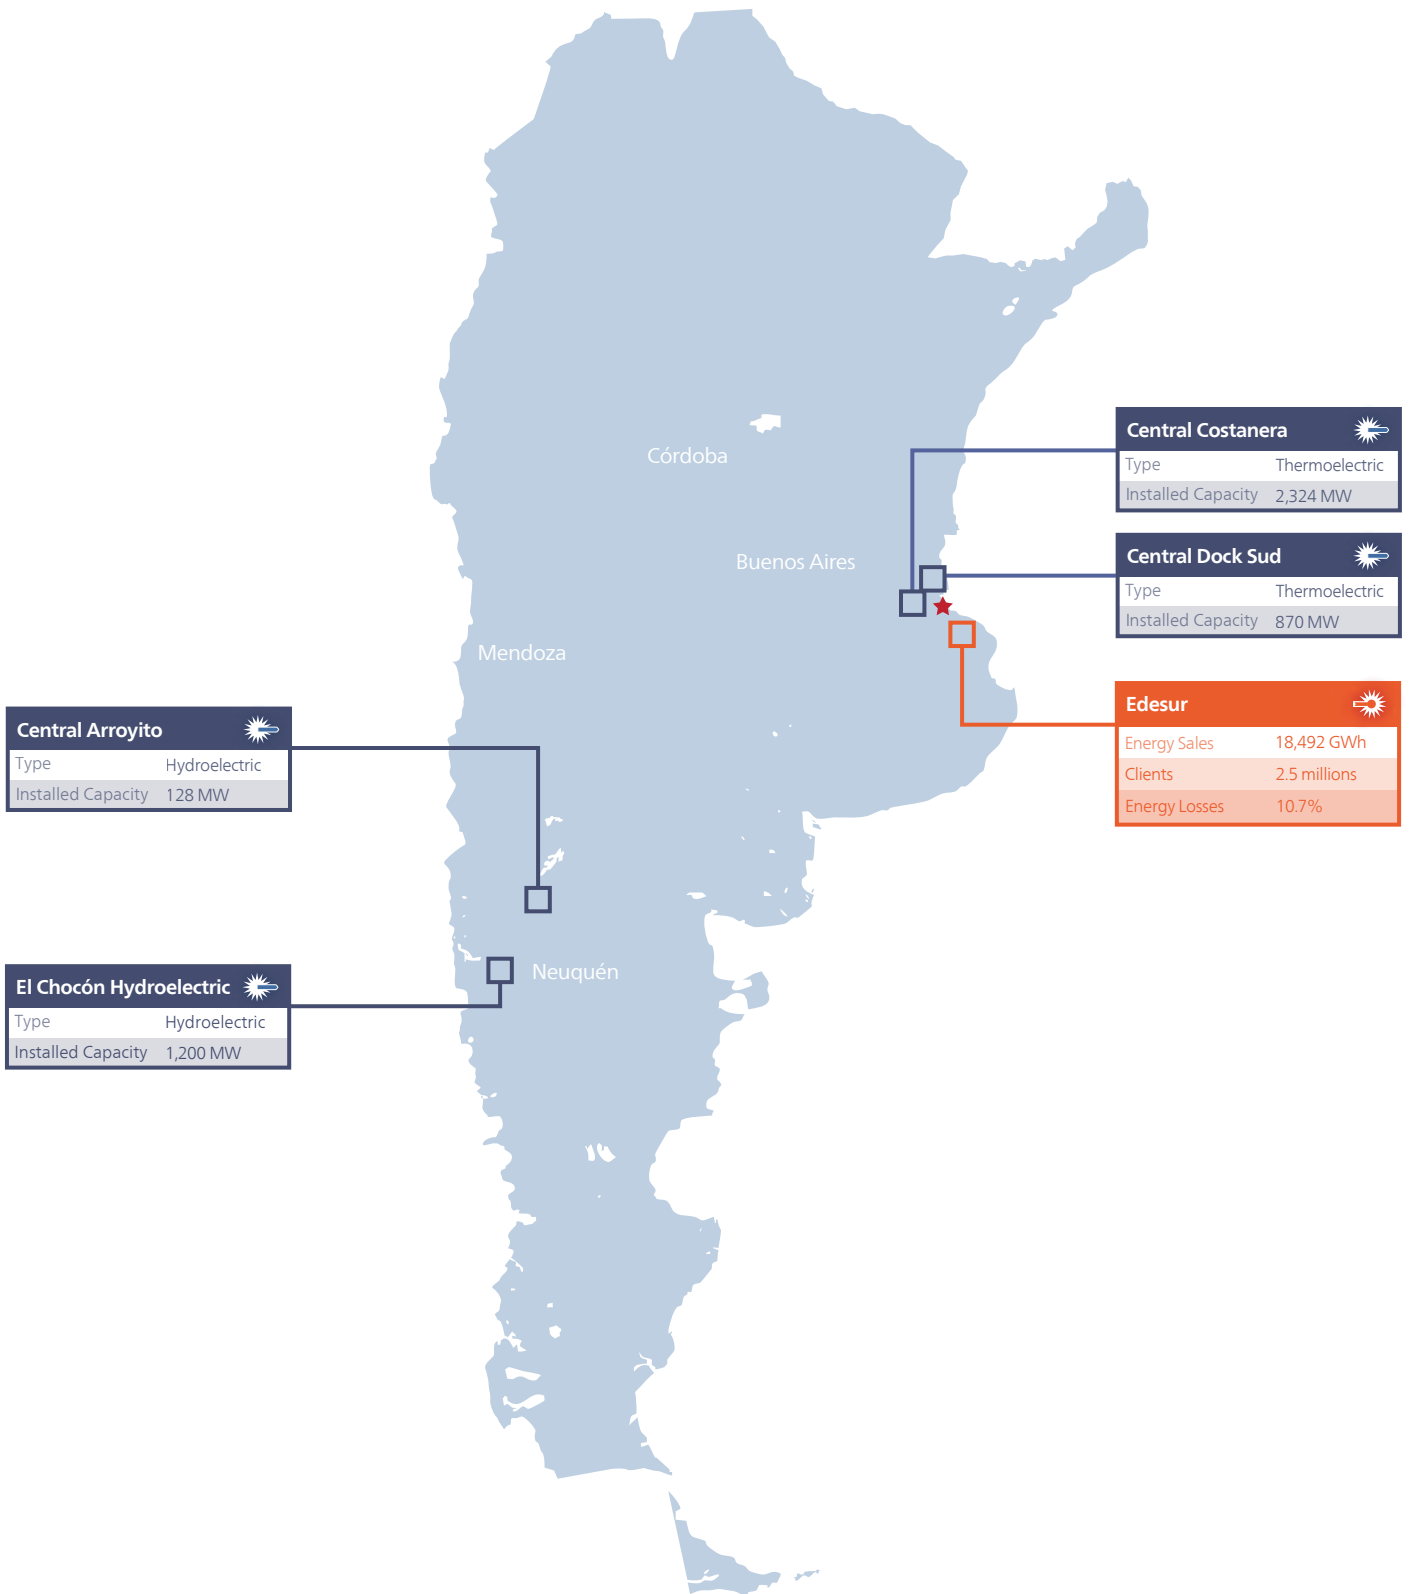 Córdoba
Buenos Aires
Mendoza
Neuquén
Central Costanera
Type Thermoelectric
Installed Capacity 2,324 MW
Central Dock Sud
Type Thermoelectric
Installed Capacity 870 MW
Edesur
Energy Sales 18,492 GWh
Clients 2.5 millions
Energy Losses 10.7%
Central Arroyito
Type Hydroelectric
Installed Capacity 128 MW
El Chocón Hydroelectric
Type Hydroelectric
Installed Capacity 1,200 MW